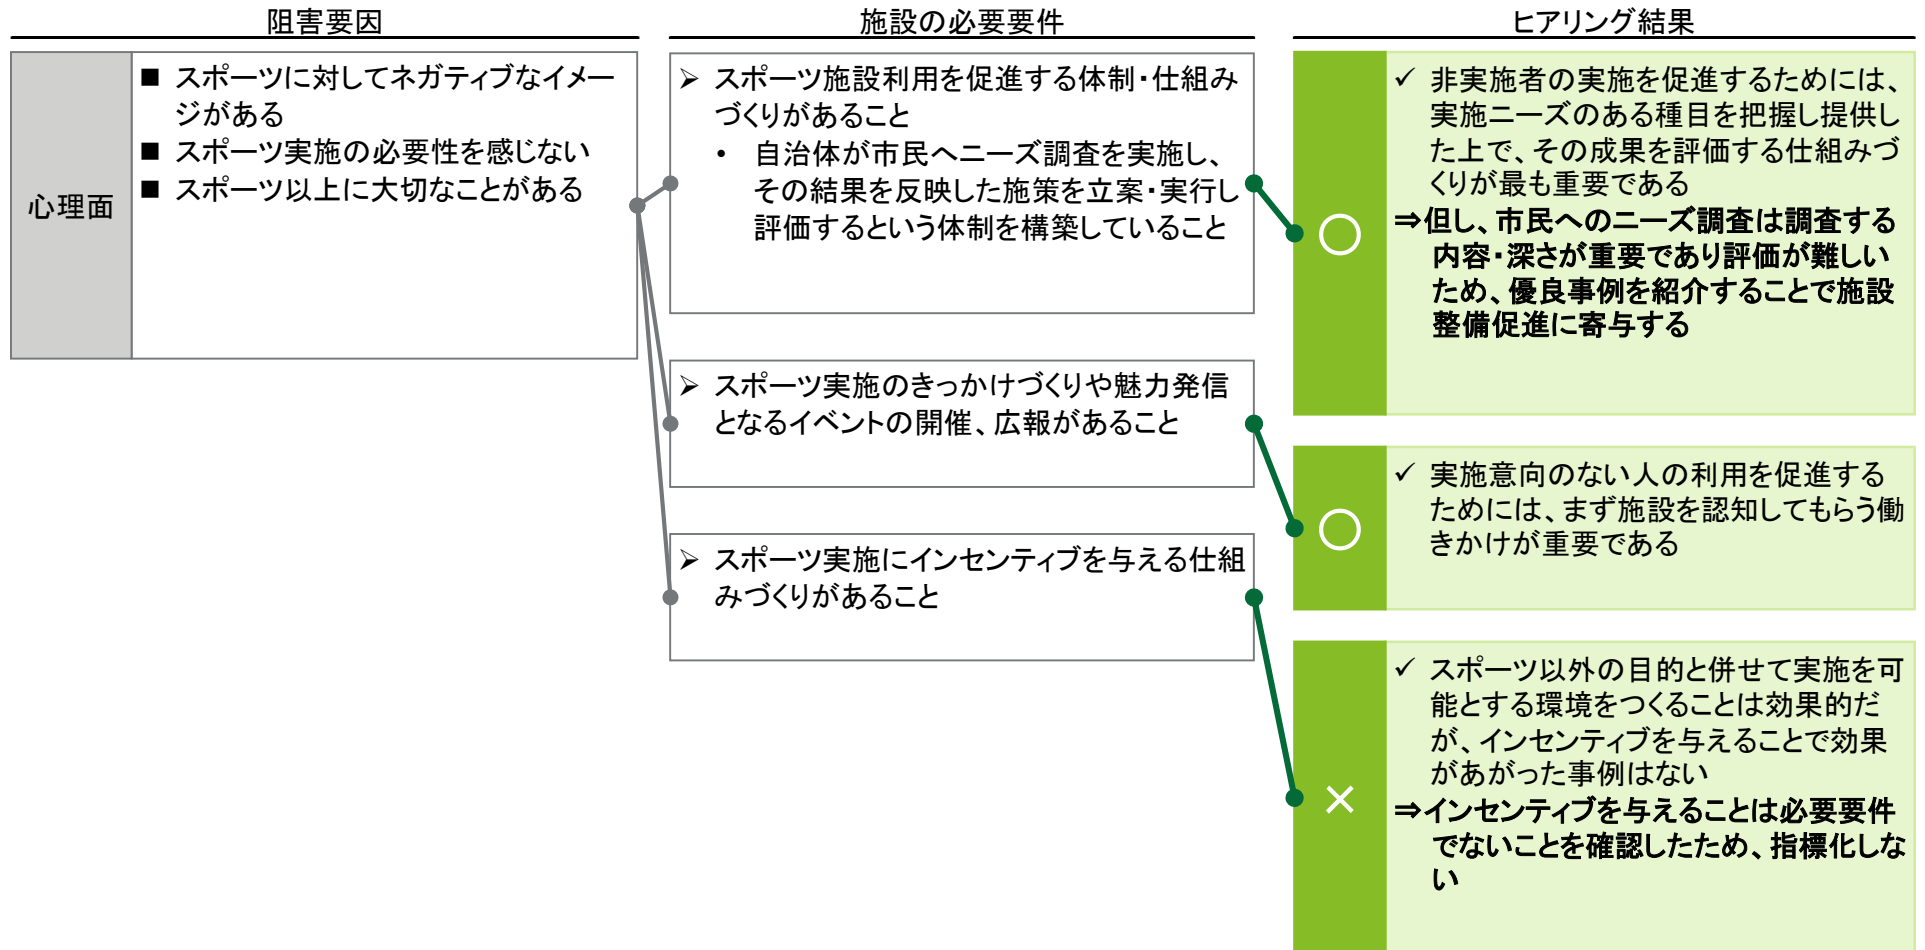 阻害要因
施設の必要要件
ヒアリング結果
心理面
■ スポーツに対してネガティブなイメー
ジがある
■ スポーツ実施の必要性を感じない
■ スポーツ以上に大切なことがある
➢ スポーツ施設利用を促進する体制・仕組み
づくりがあること
• 自治体が市民へニーズ調査を実施し、
その結果を反映した施策を立案・実行し
評価するという体制を構築していること
➢ スポーツ実施のきっかけづくりや魅力発信
となるイベントの開催、広報があること
➢ スポーツ実施にインセンティブを与える仕組
みづくりがあること
○
✓ 非実施者の実施を促進するためには、
実施ニーズのある種目を把握し提供し
た上で、その成果を評価する仕組みづ
くりが最も重要である
⇒但し、市民へのニーズ調査は調査する
内容・深さが重要であり評価が難しい
ため、優良事例を紹介することで施設
整備促進に寄与する
○
✓ 実施意向のない人の利用を促進する
ためには、まず施設を認知してもらう働
きかけが重要である
×
✓ スポーツ以外の目的と併せて実施を可
能とする環境をつくることは効果的だ
が、インセンティブを与えることで効果
があがった事例はない
⇒インセンティブを与えることは必要要件
でないことを確認したため、指標化しな
い